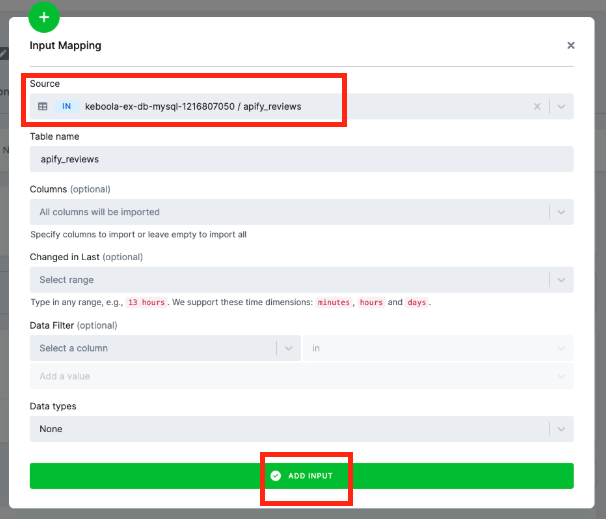 Input Mapping
Source
IN keboola-ex-db-mysql-1216807050 / apify_reviews
Table name
apify_reviews
Columns (optional)
All columns will be imported
Specify columns to import or leave empty to import all
Changed in Last (optional)
Select range
Type in any range, e.g., 13 hours. We support these time dimensions: minutes, hours and days.
Data Filter (optional)
Select a column in
Add a value
Data types
None
ADD INPUT